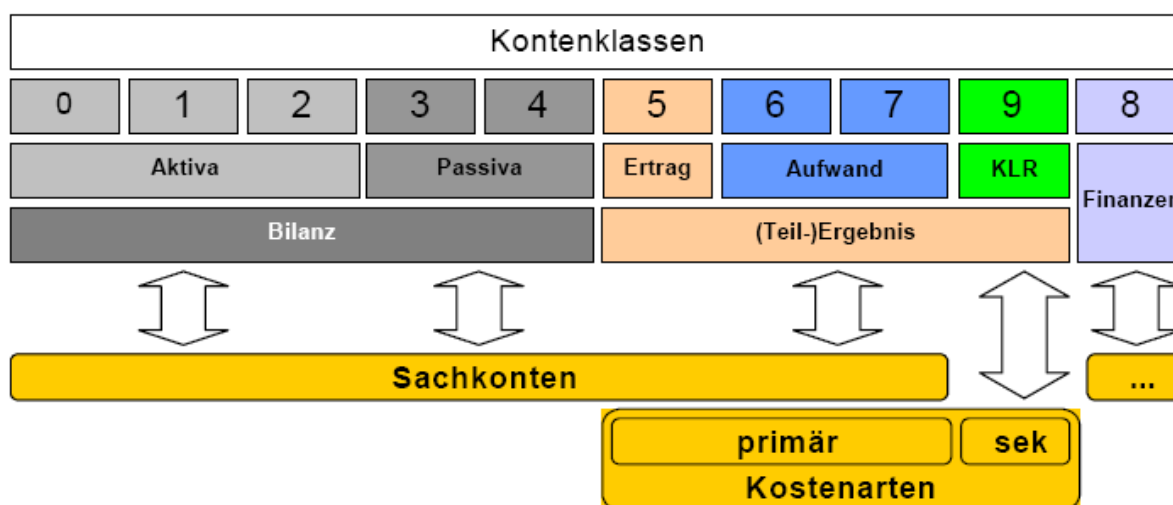 Kontenklassen
0 1 2 3 4 5 6 7 9 8
Aktiva Passiva Ertrag Aufwand KLR
Finanzen
Bilanz (Teil-)Ergebnis
Sachkonten ...
primär sek
Kostenarten